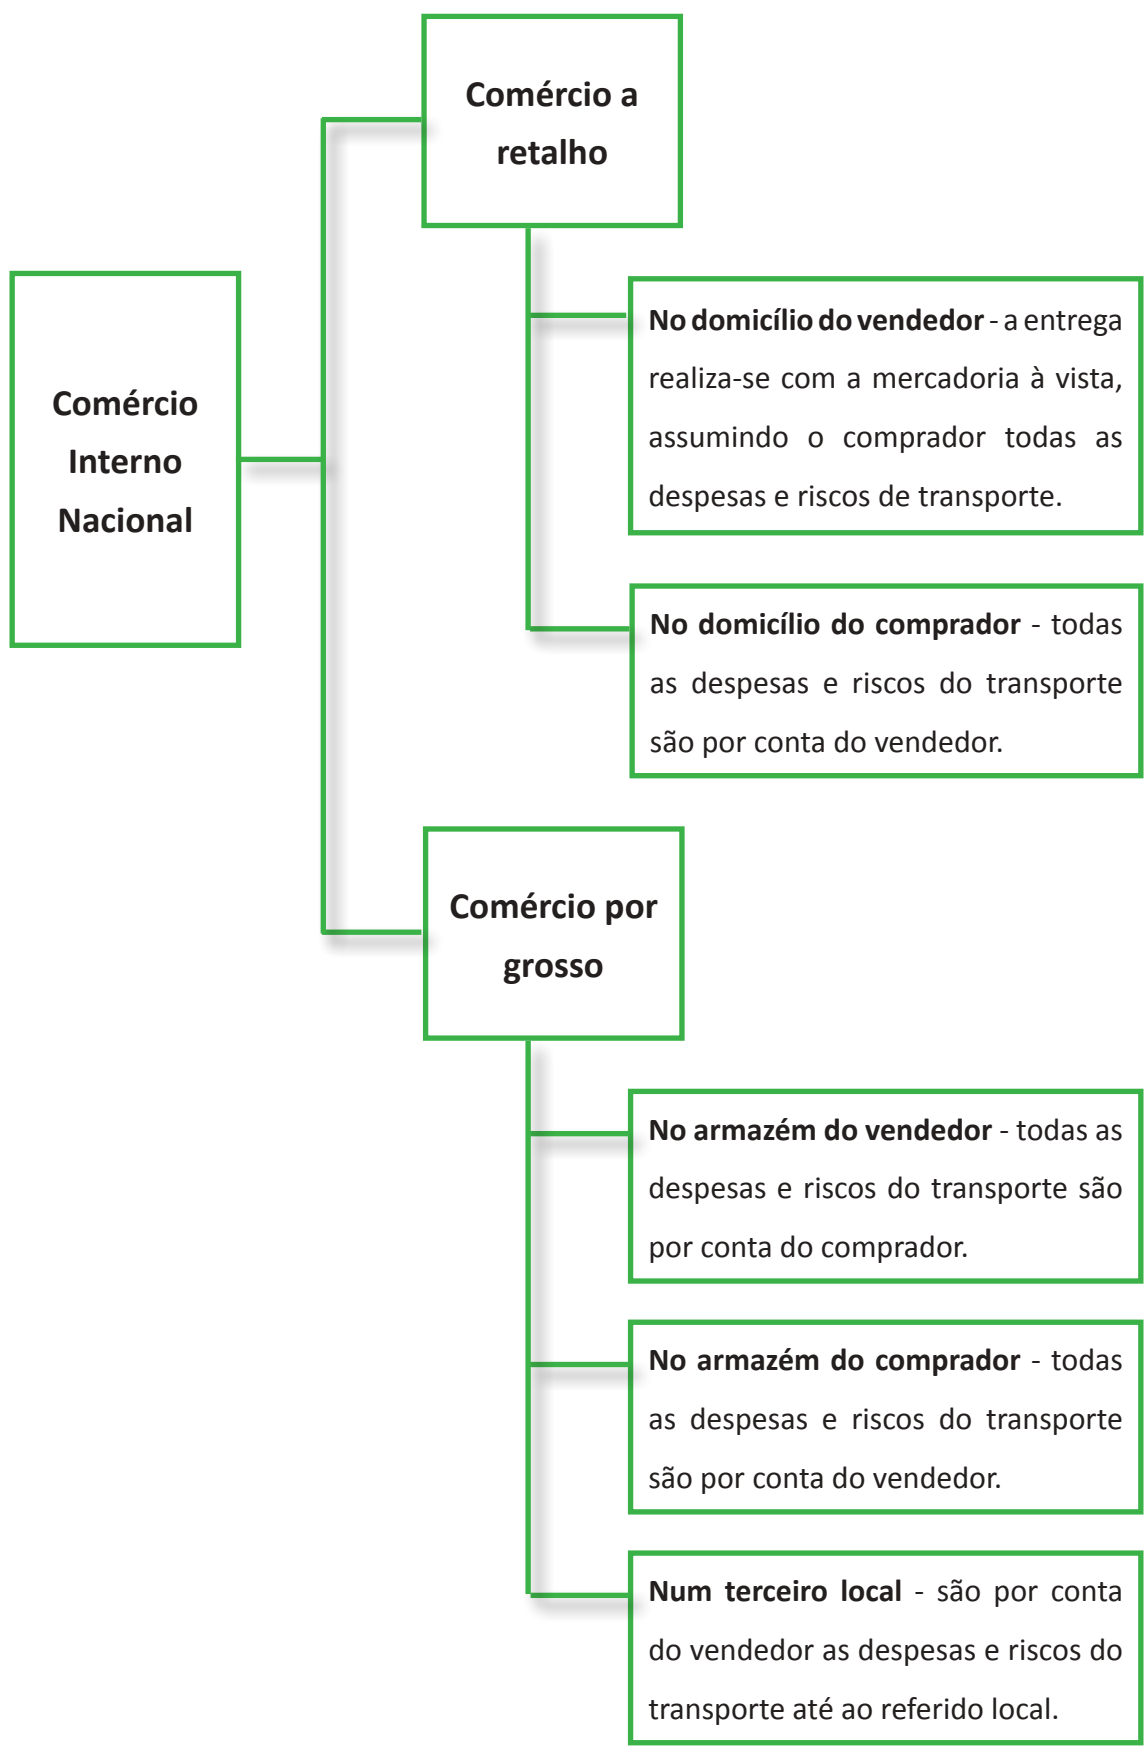 Comércio a
retalho
Comércio
Interno
Nacional
No domicílio do vendedor - a entrega
realiza-se com a mercadoria à vista,
assumindo o comprador todas as
despesas e riscos de transporte.
No domicílio do comprador - todas
as despesas e riscos do transporte
são por conta do vendedor.
Comércio por
grosso
No armazém do vendedor - todas as
despesas e riscos do transporte são
por conta do comprador.
No armazém do comprador - todas
as despesas e riscos do transporte
são por conta do vendedor.
Num terceiro local - são por conta
do vendedor as despesas e riscos do
transporte até ao referido local.